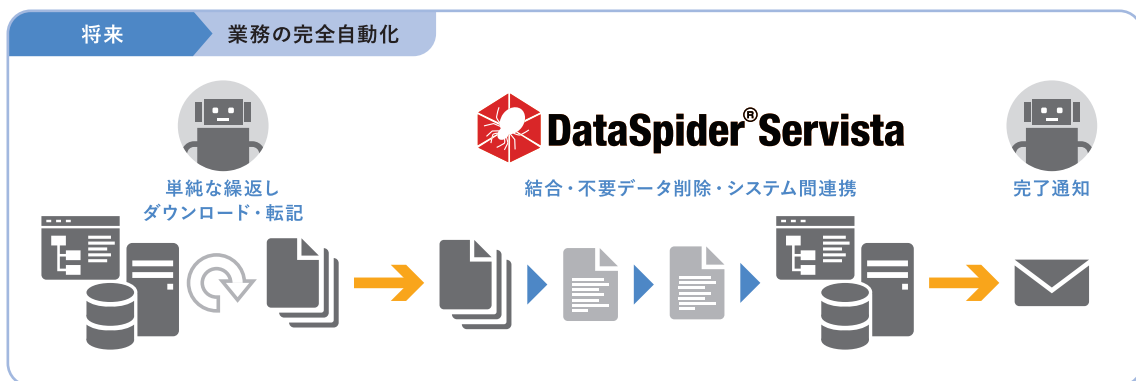 将来
業務の完全自動化
DataSpider® Servista
単純な繰返し
ダウンロード・転記
結合・不要データ削除・システム間連携
完了通知